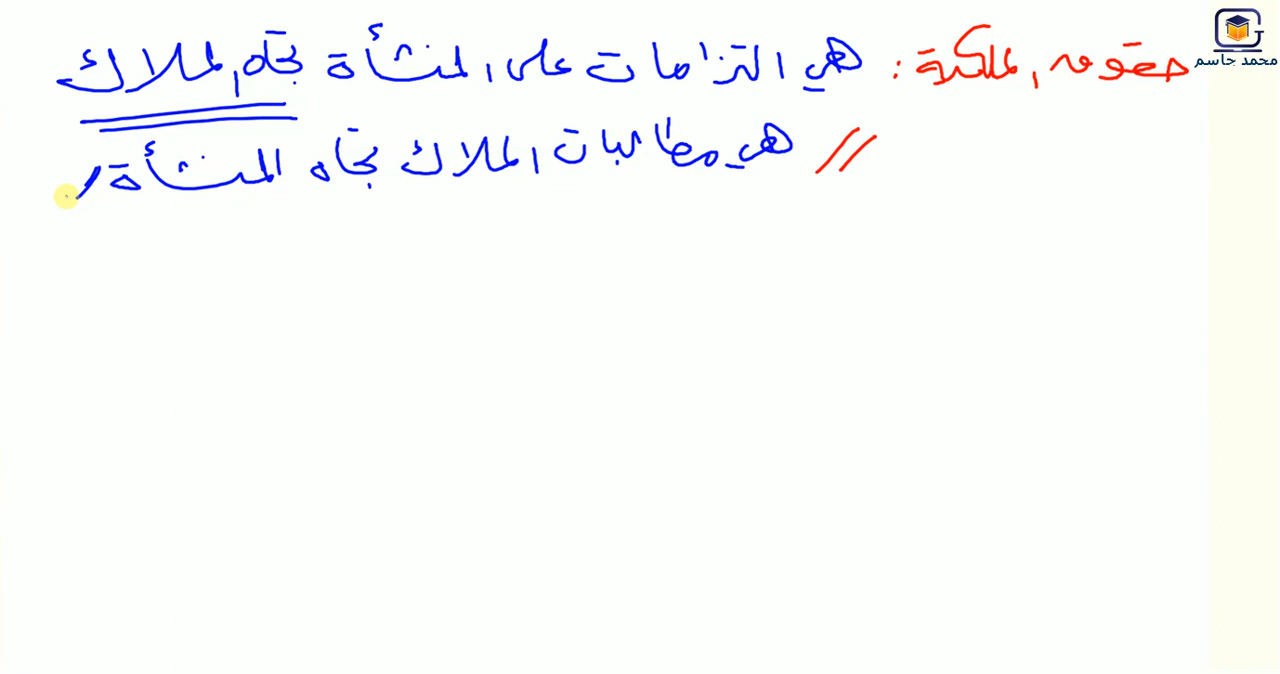 حقوق الملكية : هي التزامات على المنشأة تجاه الملاك
// هي مطالبات الملاك تجاه المنشأة
محمد جاسم